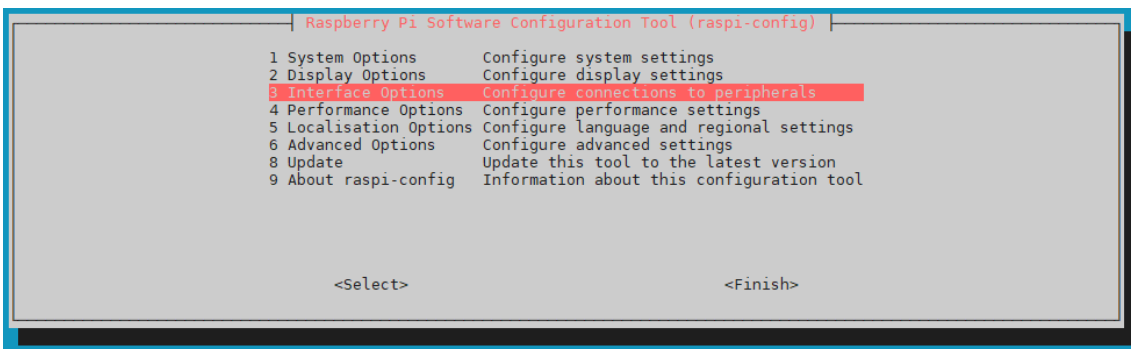 Raspberry Pi Software Configuration Tool (raspi-config)
1 System Options Configure system settings
2 Display Options Configure display settings
3 Interface Options Configure connections to peripherals
4 Performance Options Configure performance settings
5 Localisation Options Configure language and regional settings
6 Advanced Options Configure advanced settings
8 Update Update this tool to the latest version
9 About raspi-config Information about this configuration tool
<Select> <Finish>